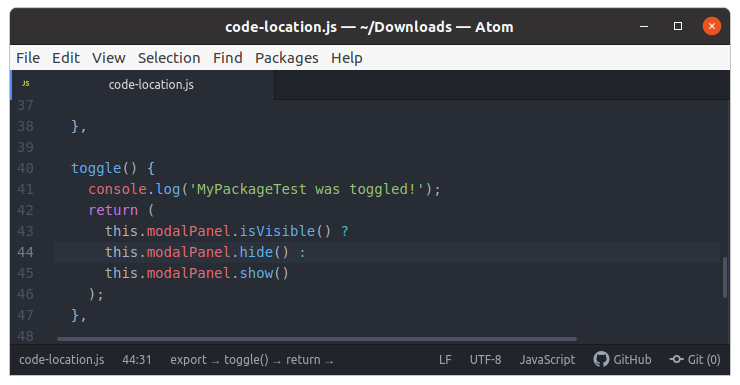 code-location.js — ~/Downloads — Atom
File Edit View Selection Find Packages Help
JS code-location.js
37
38 },
39
40 toggle() {
41 console.log('MyPackageTest was toggled!');
42 return (
43 this.modalPanel.isVisible() ?
44 this.modalPanel.hide() :
45 this.modalPanel.show()
46 );
47 },
48
code-location.js 44:31 export → toggle() → return → LF UTF-8 JavaScript GitHub Git (0)